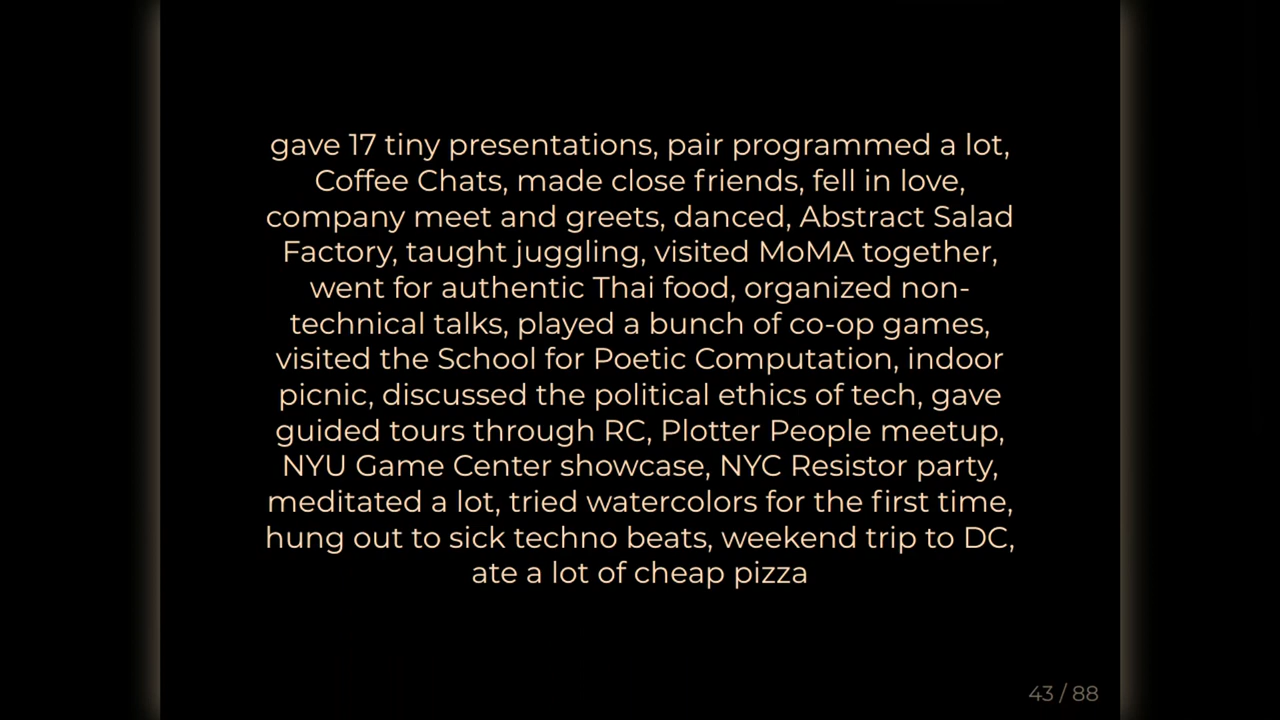 gave 17 tiny presentations, pair programmed a lot,
Coffee Chats, made close friends, fell in love,
company meet and greets, danced, Abstract Salad
Factory, taught juggling, visited MoMA together,
went for authentic Thai food, organized non-
technical talks, played a bunch of co-op games,
visited the School for Poetic Computation, indoor
picnic, discussed the political ethics of tech, gave
guided tours through RC, Plotter People meetup,
NYU Game Center showcase, NYC Resistor party,
meditated a lot, tried watercolors for the first time,
hung out to sick techno beats, weekend trip to DC,
ate a lot of cheap pizza
43 / 88